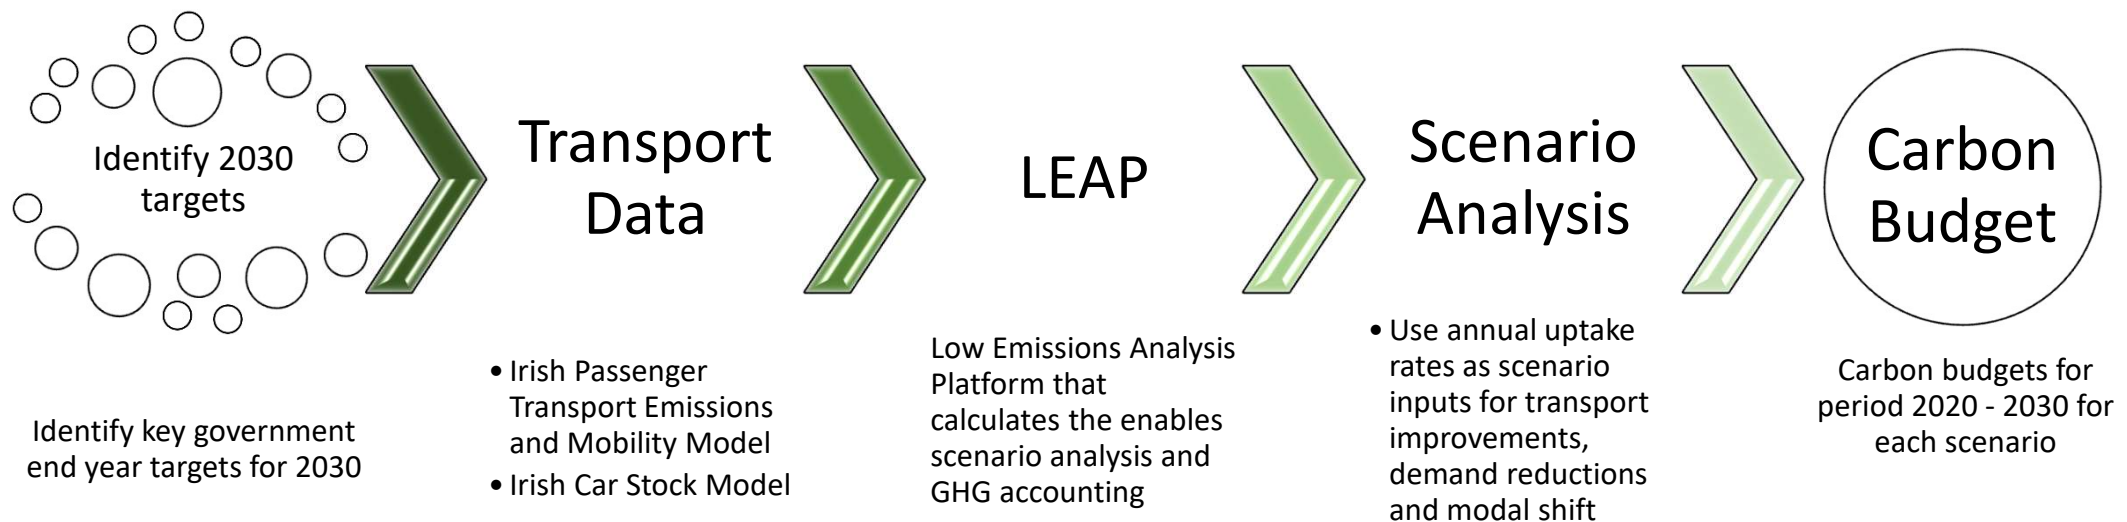 Identify 2030
targets
Identify key government
end year targets for 2030
Transport
Data
• Irish Passenger
Transport Emissions
and Mobility Model
• Irish Car Stock Model
LEAP
Low Emissions Analysis
Platform that
calculates the enables
scenario analysis and
GHG accounting
Scenario
Analysis
• Use annual uptake
rates as scenario
inputs for transport
improvements,
demand reductions
and modal shift
Carbon
Budget
Carbon budgets for
period 2020 - 2030 for
each scenario